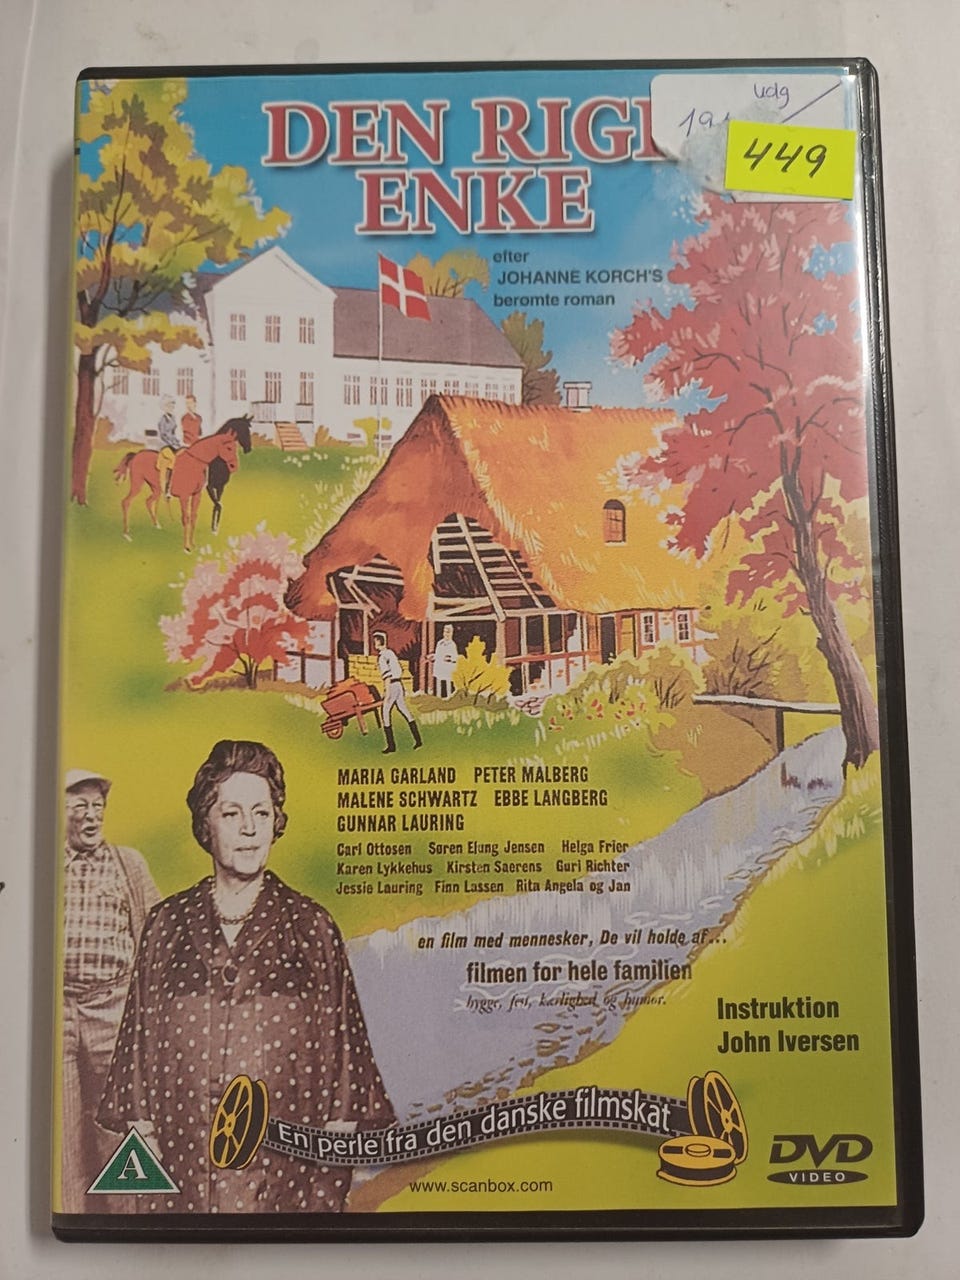 DEN RIGE
ENKE
udg
449
efter
JOHANNE KORCH'S
berømte roman
MARIA GARLAND PETER MALBERG
MALENE SCHWARTZ EBBE LANGBERG
GUNNAR LAURING
Carl Ottosen Søren Elung Jensen Helga Frier
Karen Lykkehus Kirsten Saerens Guri Richter
Jessie Lauring Finn Lassen Rita Angela og Jan
en film med mennesker, De vil holde af...
filmen for hele familien
hygge, fest, kærlighed og humor.
Instruktion
John Iversen
En perle fra den danske filmskat
A
DVD
VIDEO
www.scanbox.com